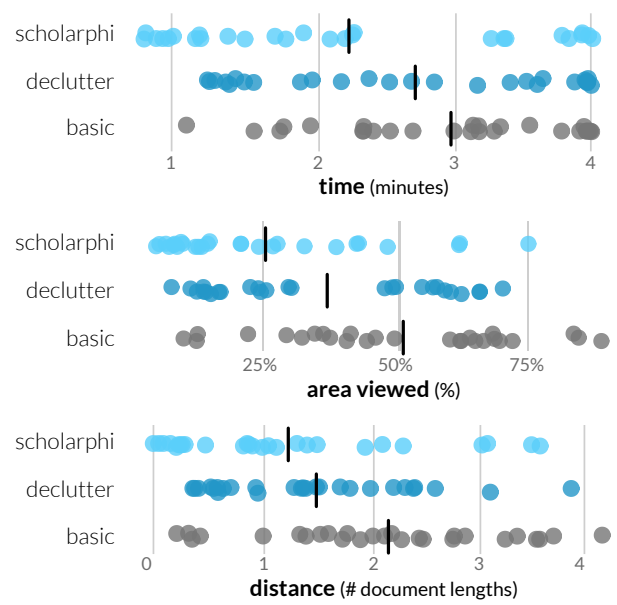 scholarphi
declutter
basic
1 2 3 4
time (minutes)
scholarphi
declutter
basic
25% 50% 75%
area viewed (%)
scholarphi
declutter
basic
0 1 2 3 4
distance (# document lengths)